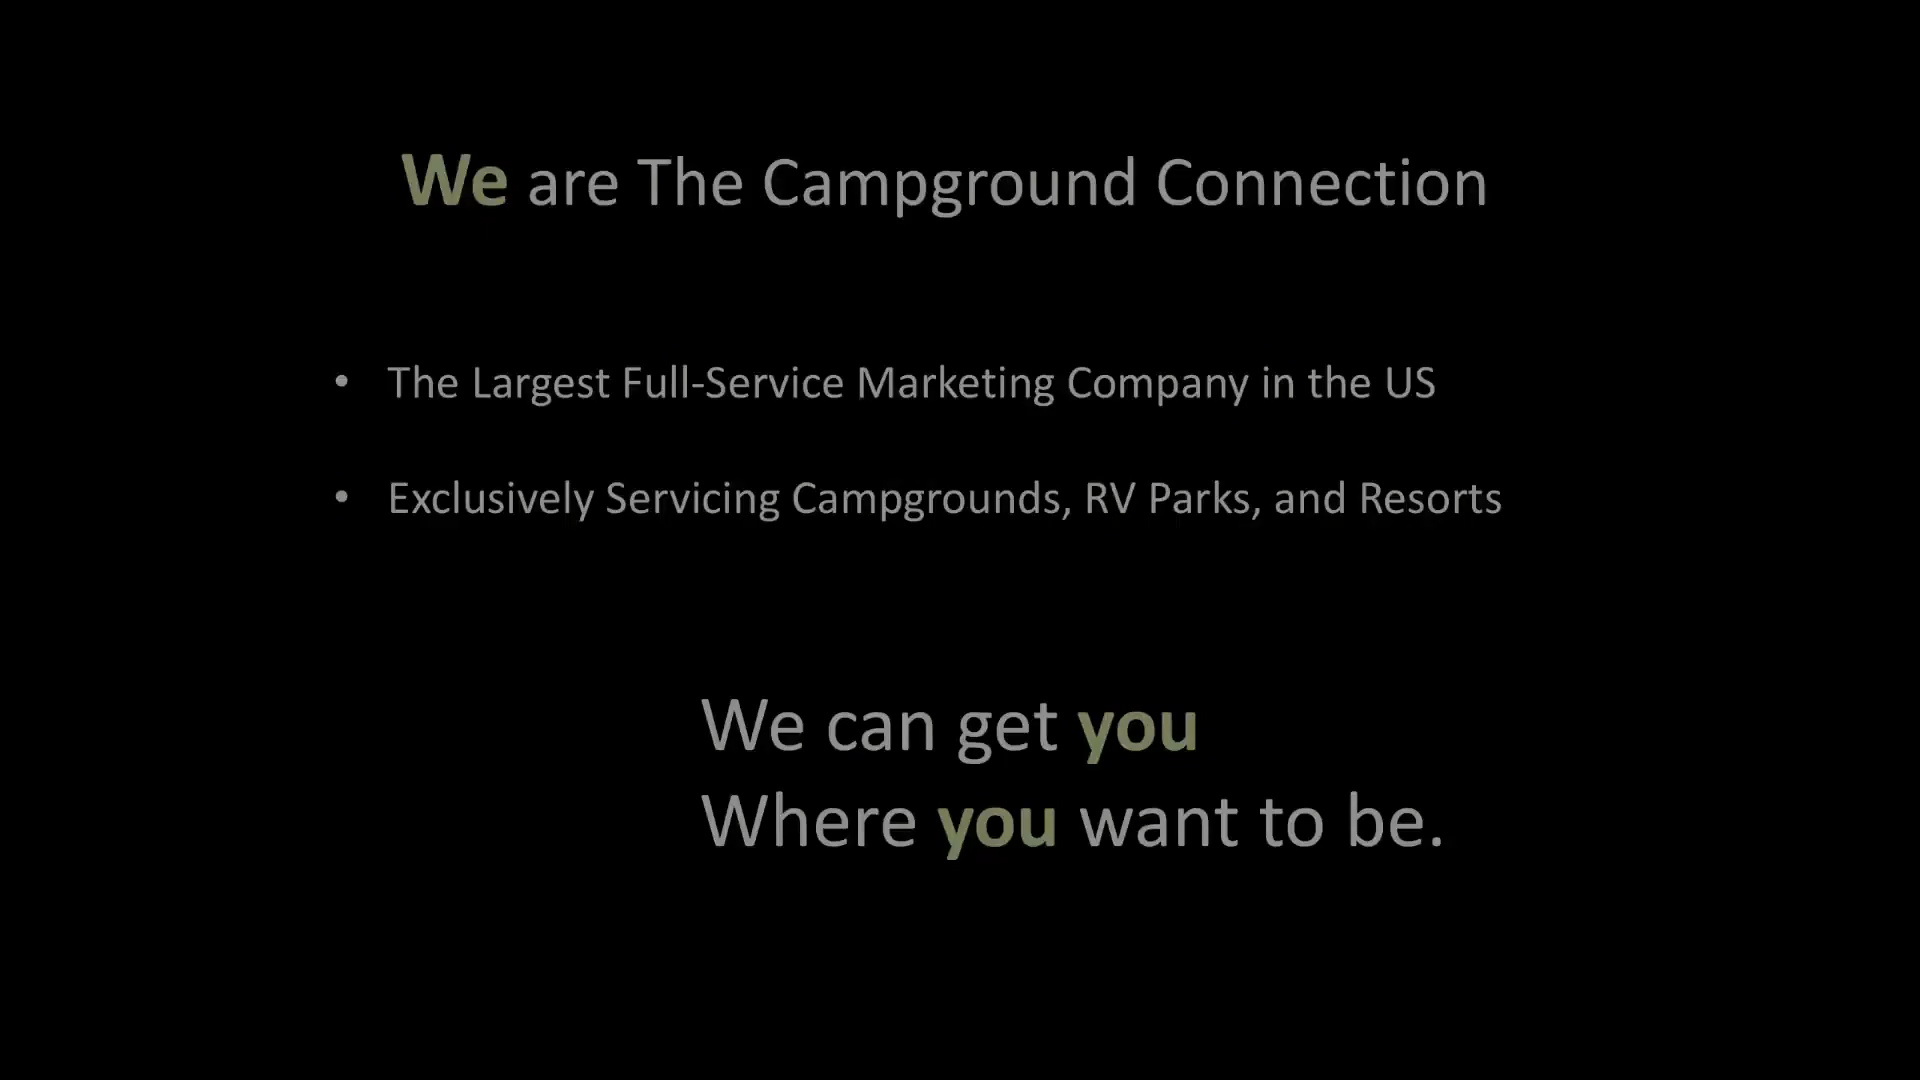 We are The Campground Connection
• The Largest Full-Service Marketing Company in the US
• Exclusively Servicing Campgrounds, RV Parks, and Resorts
We can get you
Where you want to be.